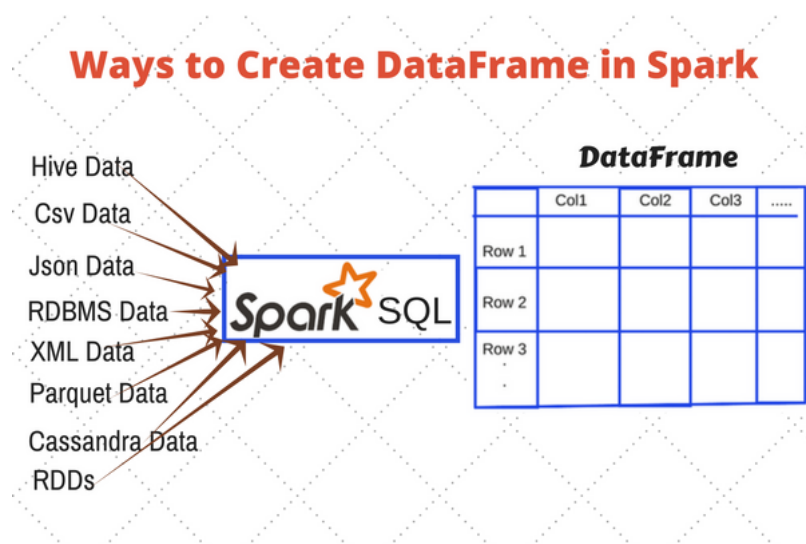 Ways to Create DataFrame in Spark
Hive Data
Csv Data
Json Data
RDBMS Data
XML Data
Parquet Data
Cassandra Data
RDDs
Spark SQL
DataFrame
Col1 Col2 Col3 .....
Row 1
Row 2
Row 3
.
.